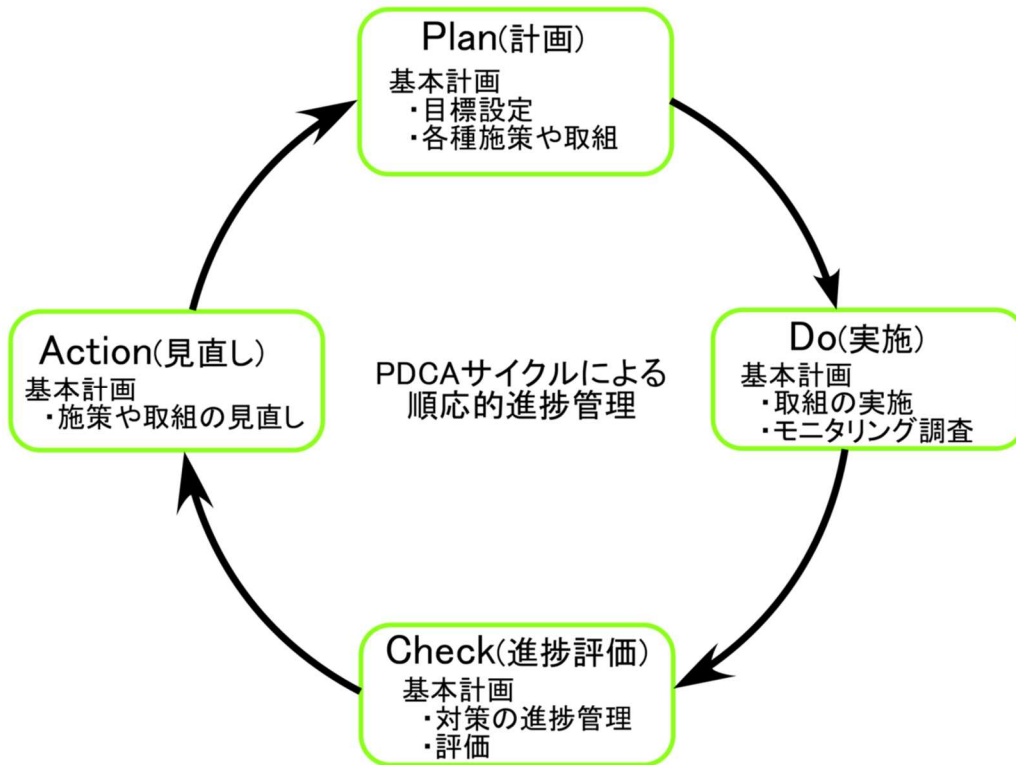 Plan(計画)
基本計画
・目標設定
・各種施策や取組
Do(実施)
基本計画
・取組の実施
・モニタリング調査
Check(進捗評価)
基本計画
・対策の進捗管理
・評価
Action(見直し)
基本計画
・施策や取組の見直し
PDCAサイクルによる
順応的進捗管理